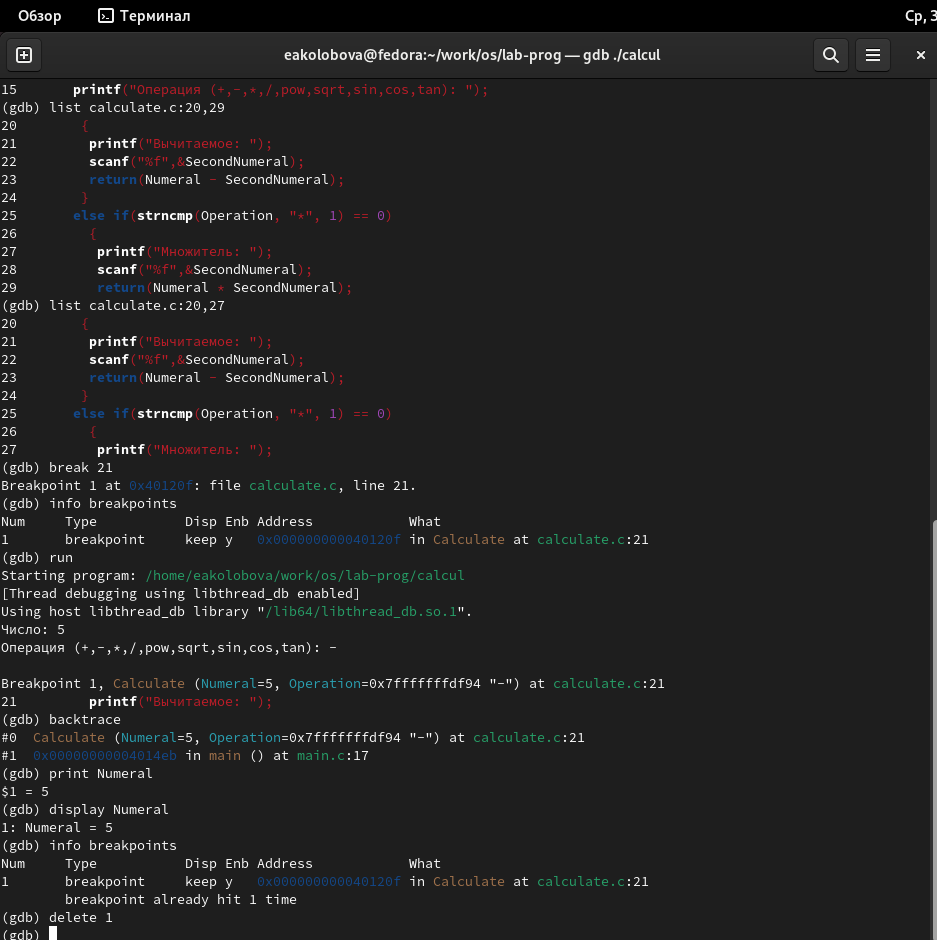 Обзор Терминал Ср, 3
eakolobova@fedora:~/work/os/lab-prog — gdb ./calcul
15 printf("Операция (+,-,*,/,pow,sqrt,sin,cos,tan): ");
(gdb) list calculate.c:20,29
20 {
21 printf("Вычитаемое: ");
22 scanf("%f",&SecondNumeral);
23 return(Numeral - SecondNumeral);
24 }
25 else if(strncmp(Operation, "*", 1) == 0)
26 {
27 printf("Множитель: ");
28 scanf("%f",&SecondNumeral);
29 return(Numeral * SecondNumeral);
(gdb) list calculate.c:20,27
20 {
21 printf("Вычитаемое: ");
22 scanf("%f",&SecondNumeral);
23 return(Numeral - SecondNumeral);
24 }
25 else if(strncmp(Operation, "*", 1) == 0)
26 {
27 printf("Множитель: ");
(gdb) break 21
Breakpoint 1 at 0x40120f: file calculate.c, line 21.
(gdb) info breakpoints
Num Type Disp Enb Address What
1 breakpoint keep y 0x000000000040120f in Calculate at calculate.c:21
(gdb) run
Starting program: /home/eakolobova/work/os/lab-prog/calcul
[Thread debugging using libthread_db enabled]
Using host libthread_db library "/lib64/libthread_db.so.1".
Число: 5
Операция (+,-,*,/,pow,sqrt,sin,cos,tan): -
Breakpoint 1, Calculate (Numeral=5, Operation=0x7fffffffdf94 "-") at calculate.c:21
21 printf("Вычитаемое: ");
(gdb) backtrace
#0 Calculate (Numeral=5, Operation=0x7fffffffdf94 "-") at calculate.c:21
#1 0x00000000004014eb in main () at main.c:17
(gdb) print Numeral
$1 = 5
(gdb) display Numeral
1: Numeral = 5
(gdb) info breakpoints
Num Type Disp Enb Address What
1 breakpoint keep y 0x000000000040120f in Calculate at calculate.c:21
breakpoint already hit 1 time
(gdb) delete 1
(gdb)